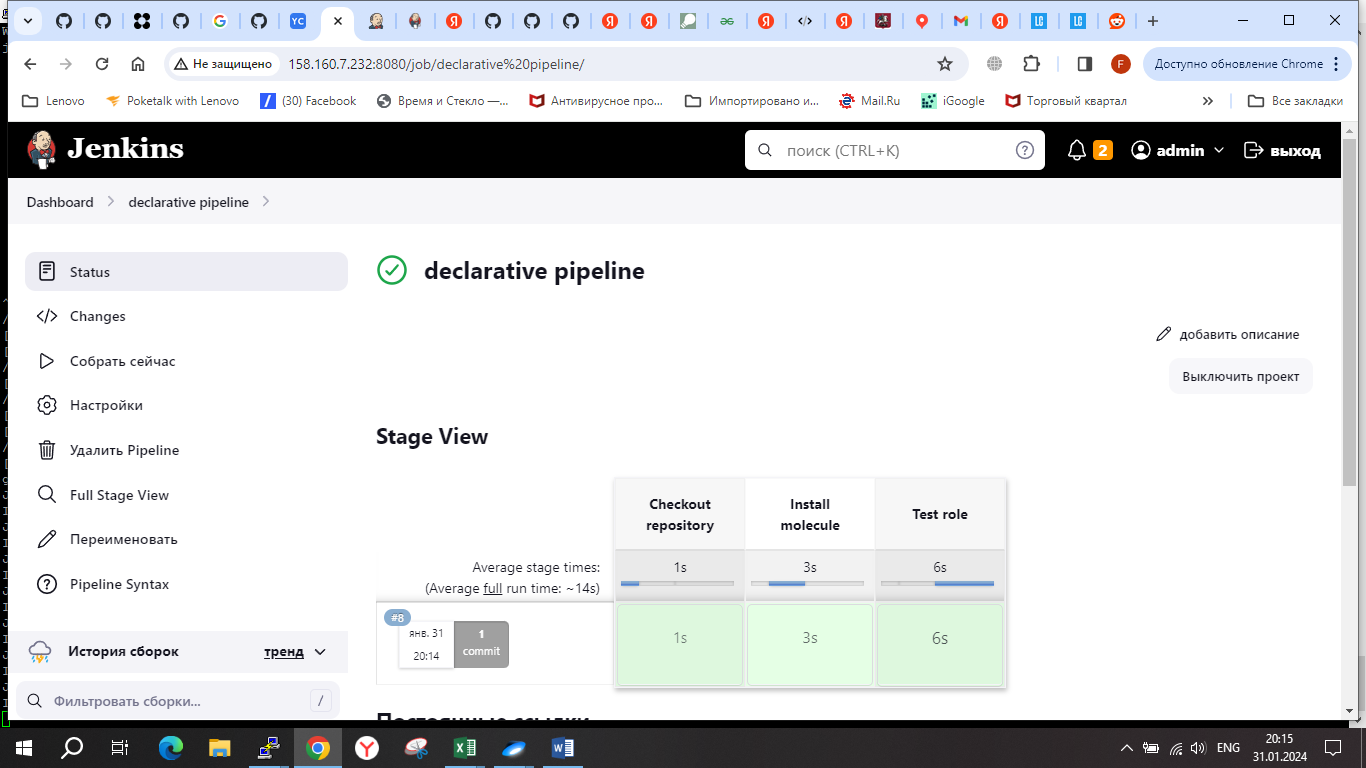 YC
G
Я
Я
Я
Я
Я
Я
Я
LC
LC
Не защищено
158.160.7.232:8080/job/declarative%20pipeline/
F
Доступно обновление Chrome
Lenovo
Poketalk with Lenovo
(30) Facebook
Время и Стекло —...
Антивирусное про...
Импортировано и...
Mail.Ru
iGoogle
Торговый квартал
Все закладки
Jenkins
поиск (CTRL+K)
2
admin
выход
Dashboard
declarative pipeline
Status
Changes
Собрать сейчас
Настройки
Удалить Pipeline
Full Stage View
Переименовать
Pipeline Syntax
История сборок
тренд
Фильтровать сборки...
/
declarative pipeline
добавить описание
Выключить проект
Stage View
Checkout repository
Install molecule
Test role
Average stage times:
(Average full run time: ~14s)
1s
3s
6s
#8
янв. 31
20:14
1
commit
1s
3s
6s
Постоянные ссылки
ENG
20:15
31.01.2024